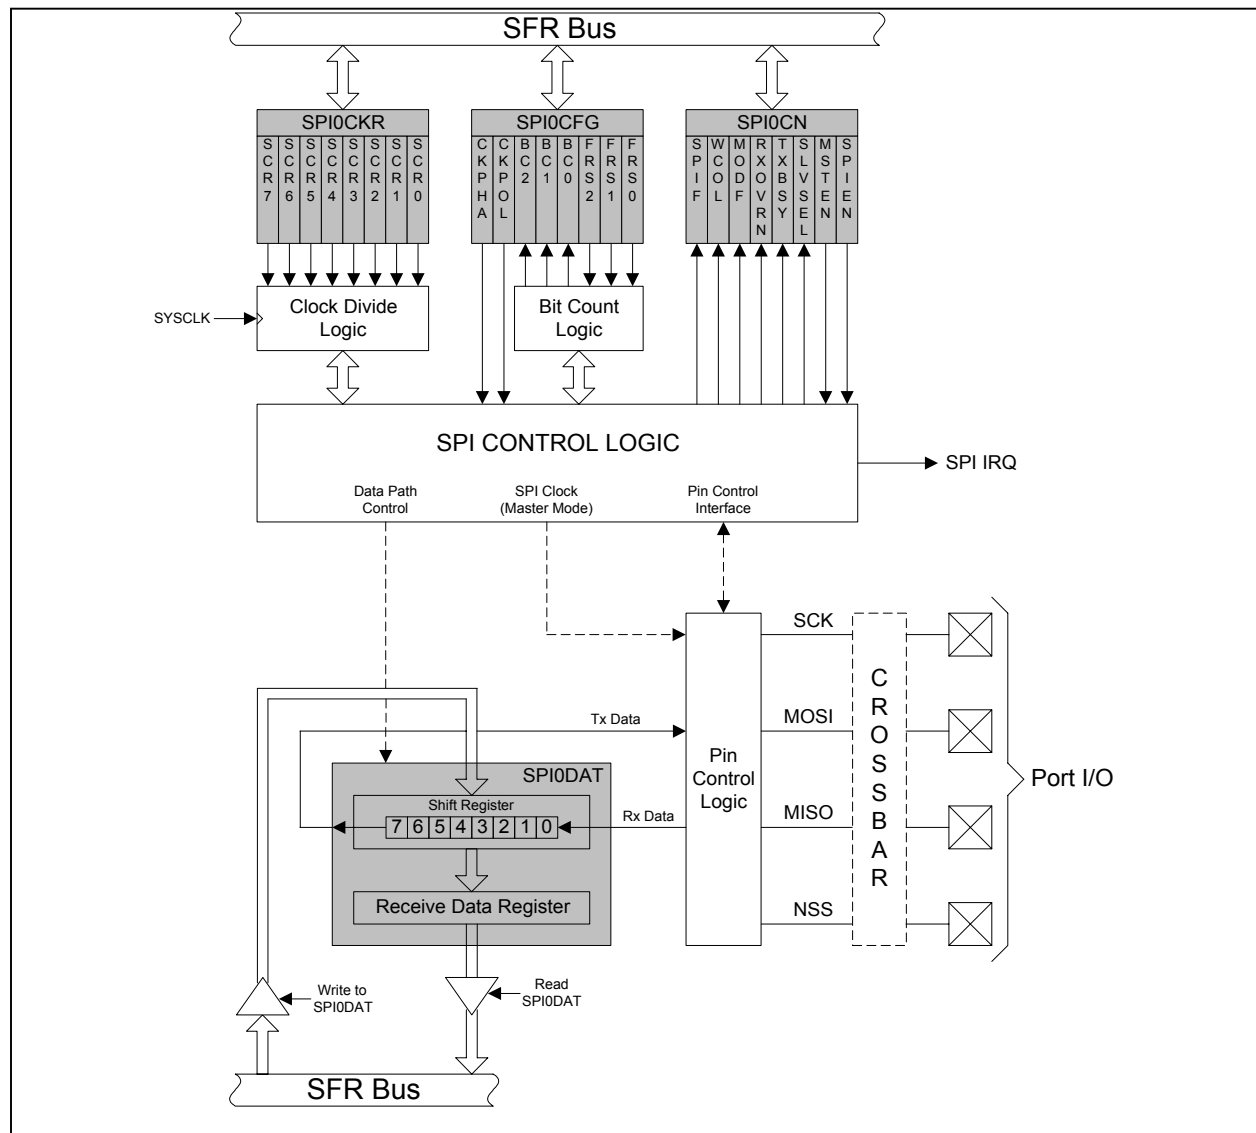 SFR Bus
SPI0CKR
SCR7
SCR6
SCR5
SCR4
SCR3
SCR2
SCR1
SCR0
SPI0CFG
CKPHA
CKPOL
BC2
BC1
BC0
FRS2
FRS1
FRS0
SPI0CN
SPIF
WCOL
MODF
RXOVRN
TXBSY
SLVSEL
MSTEN
SPIEN
SYSCLK
Clock Divide
Logic
Bit Count
Logic
SPI CONTROL LOGIC
SPI IRQ
Data Path
Control
SPI Clock
(Master Mode)
Pin Control
Interface
SCK
MOSI
MISO
NSS
CROSSBAR
Port I/O
Tx Data
Pin
Control
Logic
SPI0DAT
Shift Register
7 6 5 4 3 2 1 0
Rx Data
Receive Data Register
Write to
SPI0DAT
Read
SPI0DAT
SFR Bus